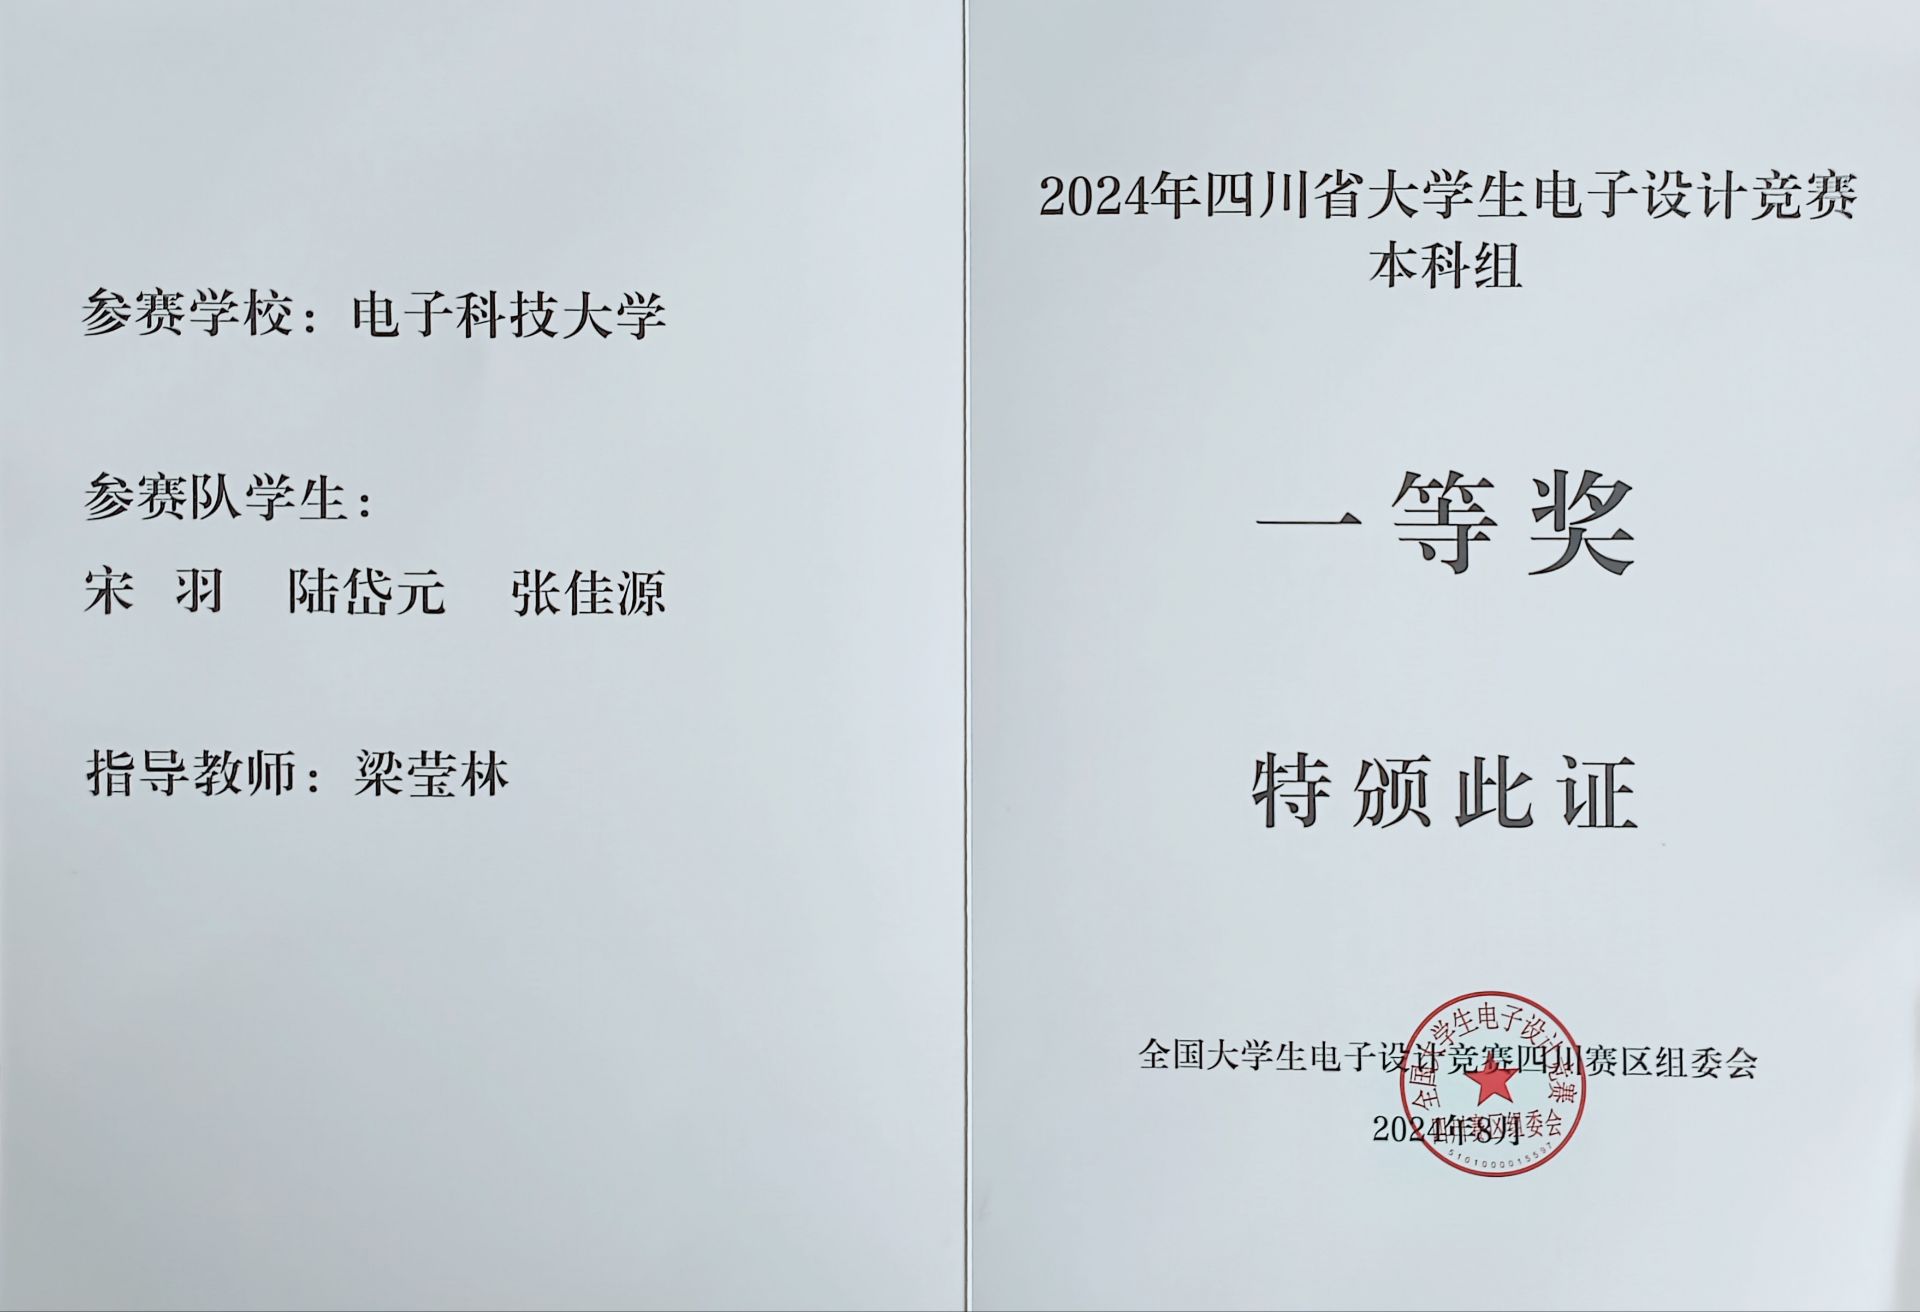 参赛学校：电子科技大学
参赛队学生：
宋 羽 陆岱元 张佳源
指导教师：梁莹林
2024年四川省大学生电子设计竞赛
本科组
一等奖
特颁此证
全国大学生电子设计竞赛四川赛区组委会
2024年8月
全国大学生电子设计竞赛
四川赛区组委会
5101000015597